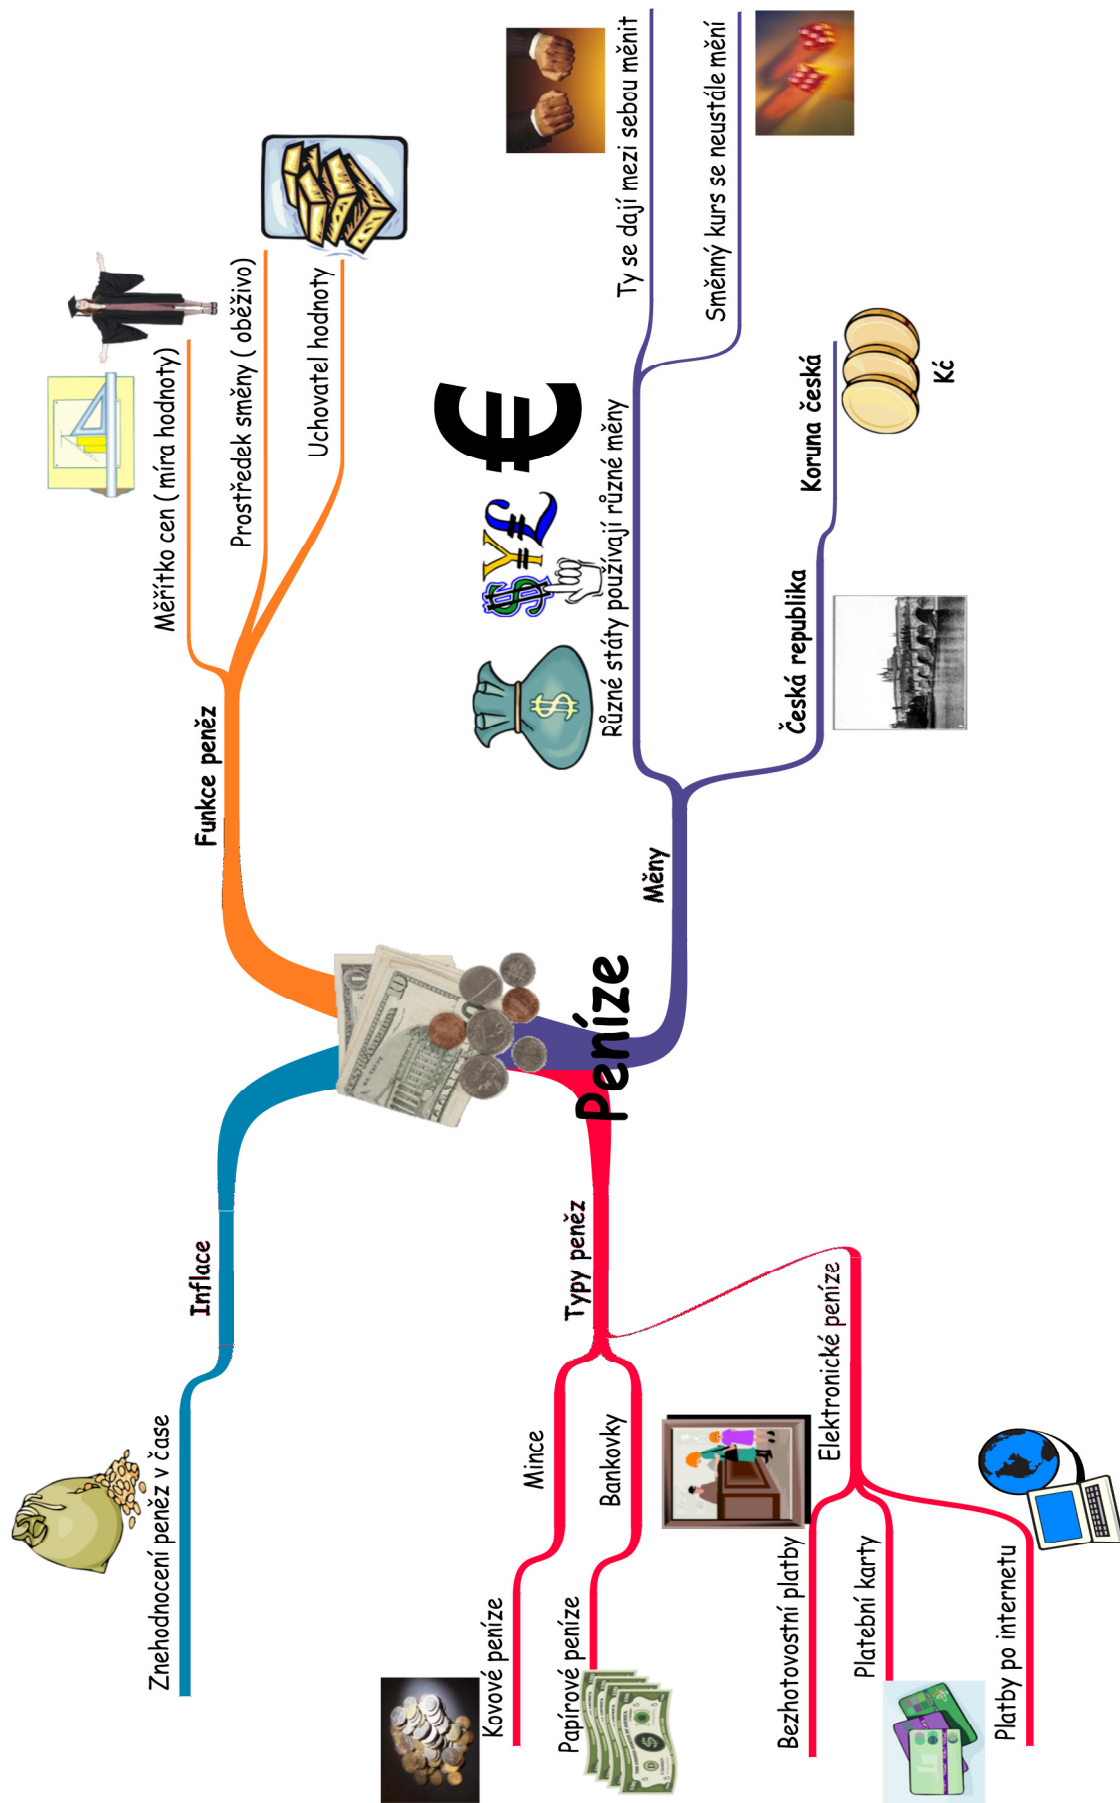 Peníze
Funkce peněz
Měřítko cen ( míra hodnoty)
Prostředek směny ( oběživo)
Uchovatel hodnoty
Měny
Různé státy používají různé měny
Ty se dají mezi sebou měnit
Směnný kurs se neustále mění
Česká republika
Koruna česká
Kč
Typy peněz
Mince
Kovové peníze
Bankovky
Papírové peníze
Elektronické peníze
Bezhotovostní platby
Platební karty
Platby po internetu
Inflace
Znehodnocení peněz v čase